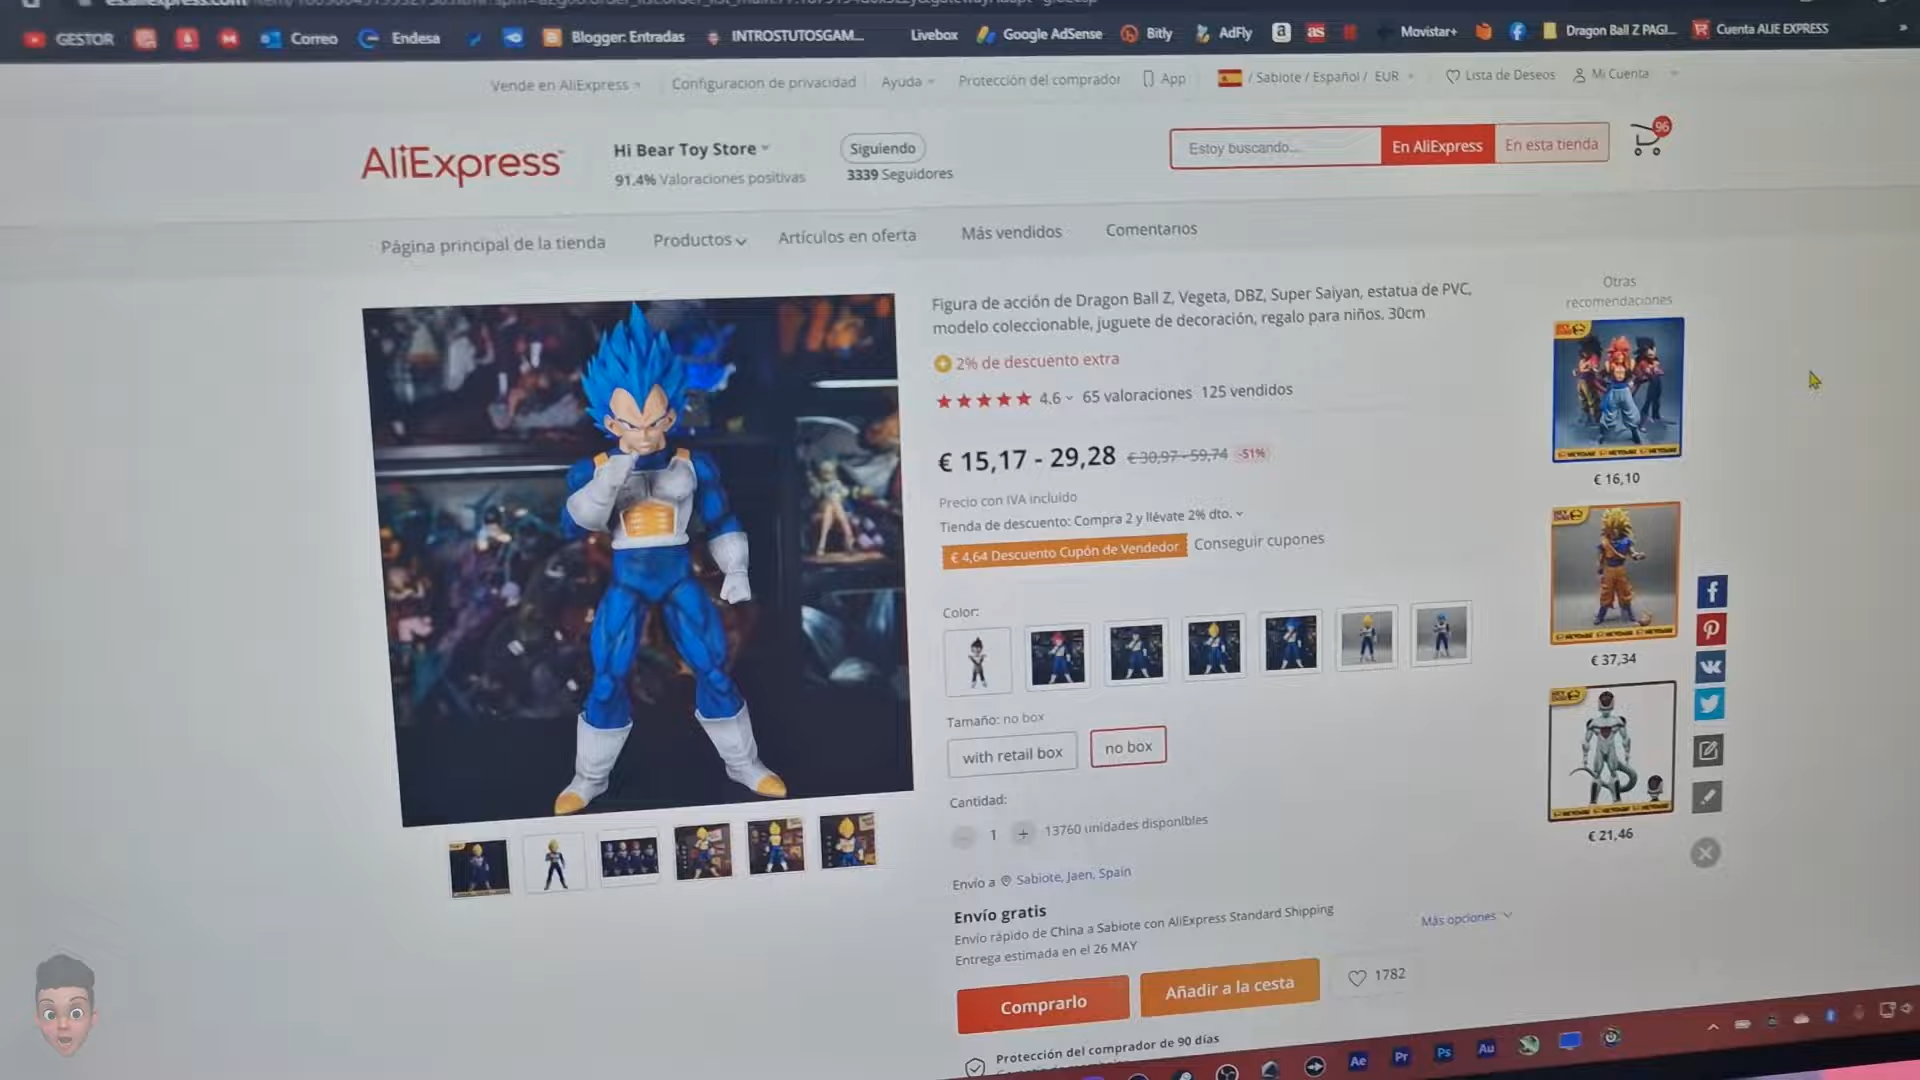 GESTOR
Correo
Endesa
Blogger: Entradas
INTROSTUTOSGAM...
Livebox
Google AdSense
Bitly
AdFly
a
as
Movistar+
Dragon Ball Z PAGI...
Cuenta ALIE EXPRESS
Vende en AliExpress
Configuracion de privacidad
Ayuda
Protección del comprador
App
/ Sabiote / Español / EUR
Lista de Deseos
Mi Cuenta
AliExpress
Hi Bear Toy Store
91.4% Valoraciones positivas
Siguiendo
3339 Seguidores
Estoy buscando...
En AliExpress
En esta tienda
96
Página principal de la tienda
Productos
Artículos en oferta
Más vendidos
Comentarios
Figura de acción de Dragon Ball Z, Vegeta, DBZ, Super Saiyan, estatua de PVC,
modelo coleccionable, juguete de decoración, regalo para niños. 30cm
2% de descuento extra
4.6 65 valoraciones 125 vendidos
€ 15,17 - 29,28 € 30,97 - 59,74 -51%
Precio con IVA incluido
Tienda de descuento: Compra 2 y llévate 2% dto.
€ 4,64 Descuento Cupón de Vendedor Conseguir cupones
Color:
Tamaño: no box
with retail box
no box
Cantidad:
1 + 13760 unidades disponibles
Envío a Sabiote, Jaen, Spain
Envío gratis
Envío rápido de China a Sabiote con AliExpress Standard Shipping
Más opciones
Entrega estimada en el 26 MAY
Comprarlo
Añadir a la cesta
1782
Protección del comprador de 90 días
Otras
recomendaciones
€ 16,10
€ 37,34
€ 21,46
Ae
Pr
Ps
Au